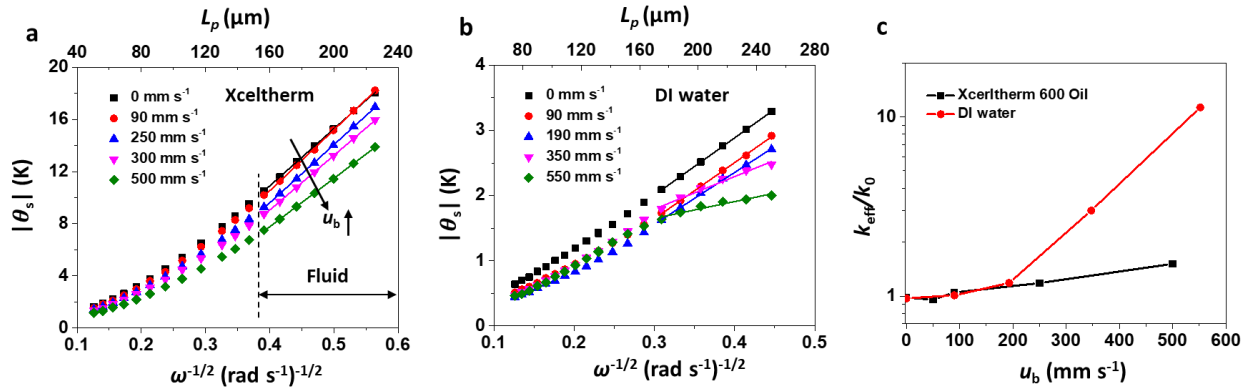 a
L_p (μm)
40 80 120 160 200 240
20
16
12
8
4
0
|θ_s| (K)
Xceltherm
0 mm s⁻¹
90 mm s⁻¹
250 mm s⁻¹
300 mm s⁻¹
500 mm s⁻¹
u_b
Fluid
0.1 0.2 0.3 0.4 0.5 0.6
ω^-1/2 (rad s⁻¹)^-1/2
b
L_p (μm)
80 120 160 200 240 280
4
3
2
1
0
|θ_s| (K)
DI water
0 mm s⁻¹
90 mm s⁻¹
190 mm s⁻¹
350 mm s⁻¹
550 mm s⁻¹
0.1 0.2 0.3 0.4 0.5
ω^-1/2 (rad s⁻¹)^-1/2
c
10
1
k_eff/k_0
Xcerltherm 600 Oil
DI water
0 100 200 300 400 500 600
u_b (mm s⁻¹)